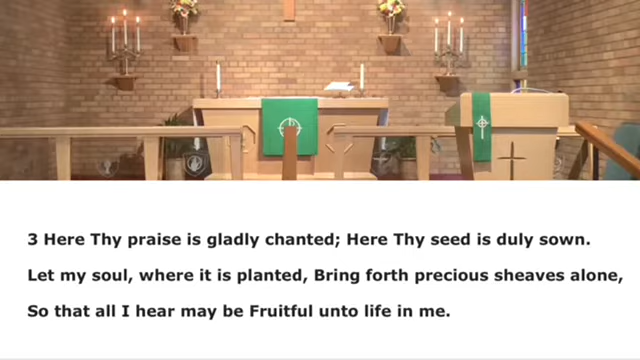 3 Here Thy praise is gladly chanted; Here Thy seed is duly sown.
Let my soul, where it is planted, Bring forth precious sheaves alone,
So that all I hear may be Fruitful unto life in me.